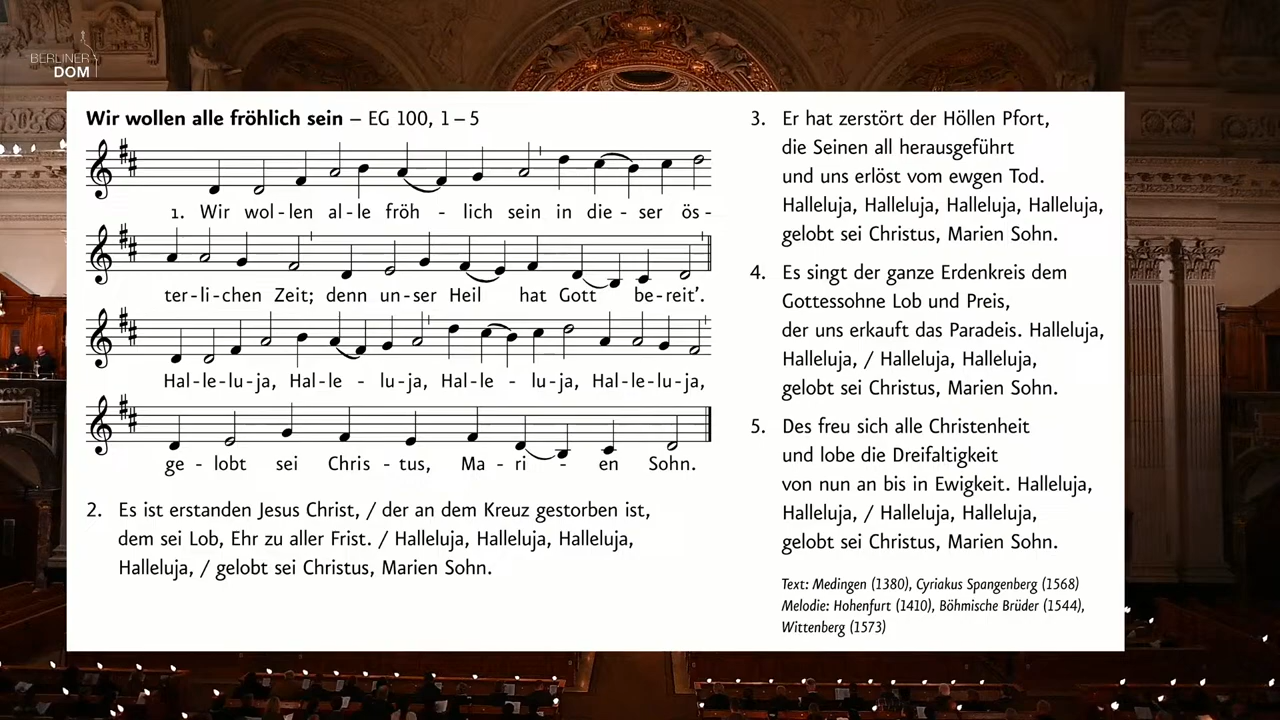 BERLINER
DOM
Wir wollen alle fröhlich sein – EG 100, 1 – 5
1. Wir wol - len al - le fröh - lich sein in die - ser ös -
ter - li - chen Zeit; denn un - ser Heil hat Gott be - reit’.
Hal - le - lu - ja, Hal - le - lu - ja, Hal - le - lu - ja, Hal - le - lu - ja,
ge - lobt sei Chris - tus, Ma - ri - en Sohn.
2. Es ist erstanden Jesus Christ, / der an dem Kreuz gestorben ist,
dem sei Lob, Ehr zu aller Frist. / Halleluja, Halleluja, Halleluja,
Halleluja, / gelobt sei Christus, Marien Sohn.
3. Er hat zerstört der Höllen Pfort,
die Seinen all herausgeführt
und uns erlöst vom ewgen Tod.
Halleluja, Halleluja, Halleluja, Halleluja,
gelobt sei Christus, Marien Sohn.
4. Es singt der ganze Erdenkreis dem
Gottessohne Lob und Preis,
der uns erkauft das Paradeis. Halleluja,
Halleluja, / Halleluja, Halleluja,
gelobt sei Christus, Marien Sohn.
5. Des freu sich alle Christenheit
und lobe die Dreifaltigkeit
von nun an bis in Ewigkeit. Halleluja,
Halleluja, / Halleluja, Halleluja,
gelobt sei Christus, Marien Sohn.
Text: Medingen (1380), Cyriakus Spangenberg (1568)
Melodie: Hohenfurt (1410), Böhmische Brüder (1544),
Wittenberg (1573)